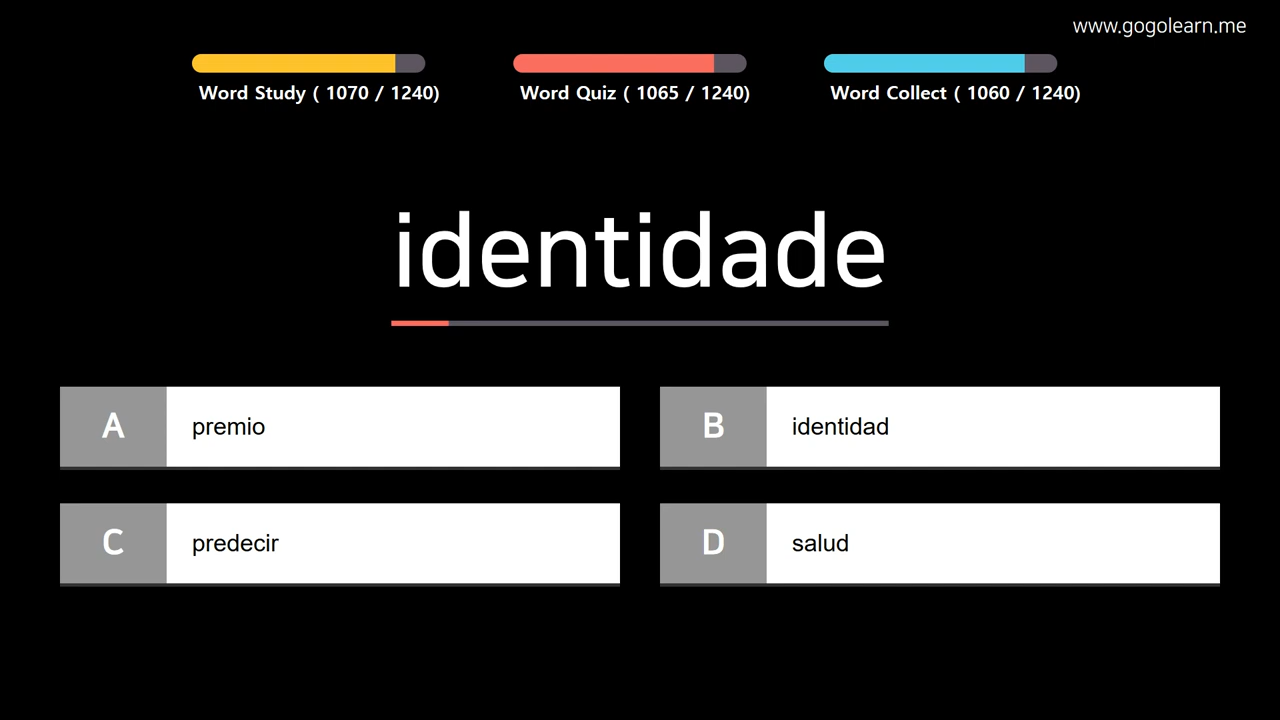 www.gogolearn.me
Word Study ( 1070 / 1240)
Word Quiz ( 1065 / 1240)
Word Collect ( 1060 / 1240)
identidade
A premio
B identidad
C predecir
D salud